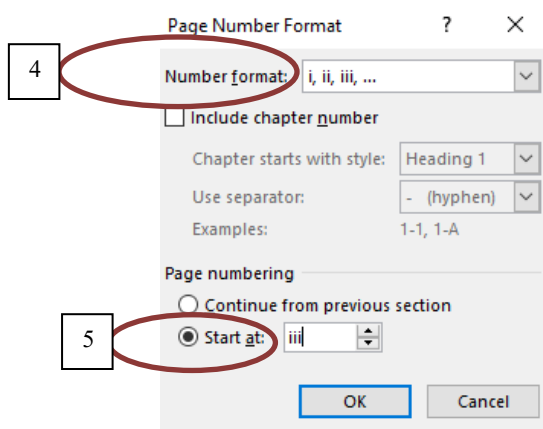 Page Number Format ? ×
4
Number format: i, ii, iii, ...
Include chapter number
Chapter starts with style: Heading 1
Use separator: - (hyphen)
Examples: 1-1, 1-A
Page numbering
Continue from previous section
5
Start at: iii
OK Cancel